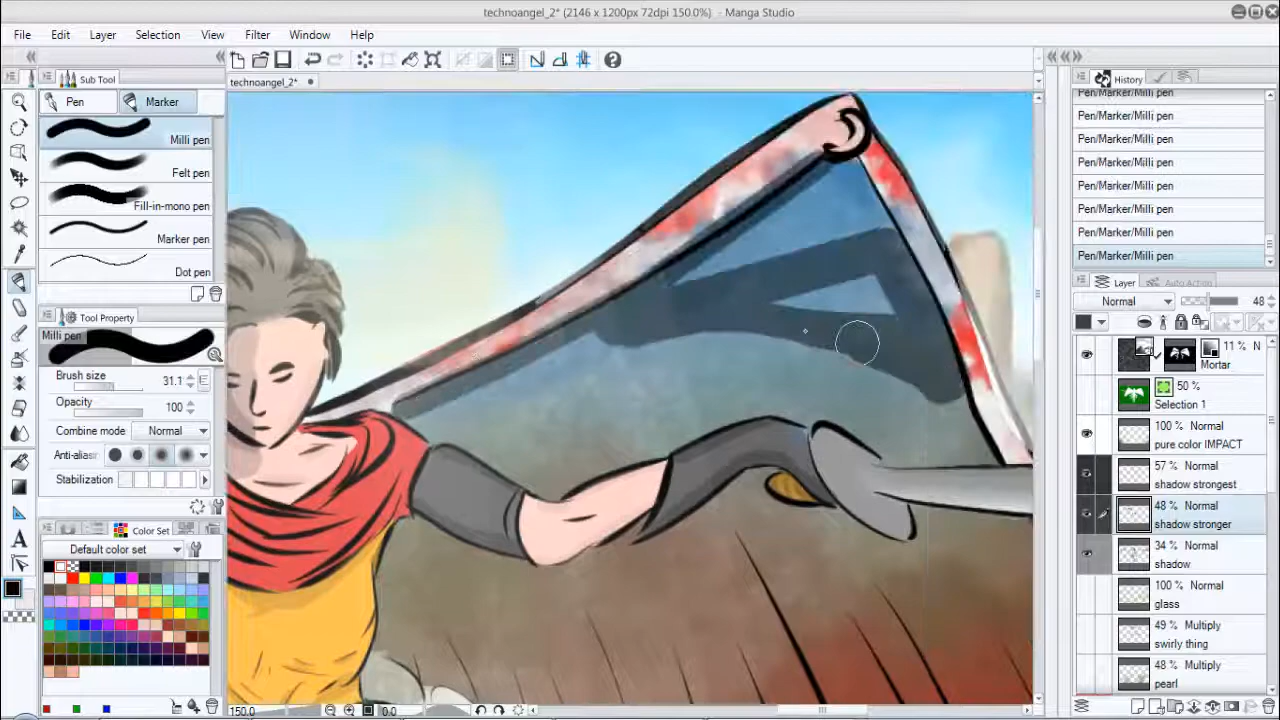 technoangel_2* (2146 x 1200px 72dpi 150.0%) - Manga Studio
File Edit Layer Selection View Filter Window Help
Sub Tool
technoangel_2*
History
Pen Marker
Milli pen
Felt pen
Fill-in-mono pen
Marker pen
Dot pen
Tool Property
Milli pen
Brush size 31.1
Opacity 100
Combine mode Normal
Anti-aliasin
Stabilization
Color Set
Default color set
Pen/Marker/Milli pen
Pen/Marker/Milli pen
Pen/Marker/Milli pen
Pen/Marker/Milli pen
Pen/Marker/Milli pen
Pen/Marker/Milli pen
Pen/Marker/Milli pen
Pen/Marker/Milli pen
Layer Auto Action
Normal 48
11 % N
Mortar
50 %
Selection 1
100 % Normal
pure color IMPACT
57 % Normal
shadow strongest
48 % Normal
shadow stronger
34 % Normal
shadow
100 % Normal
glass
49 % Multiply
swirly thing
48 % Multiply
pearl
150.0 0.0